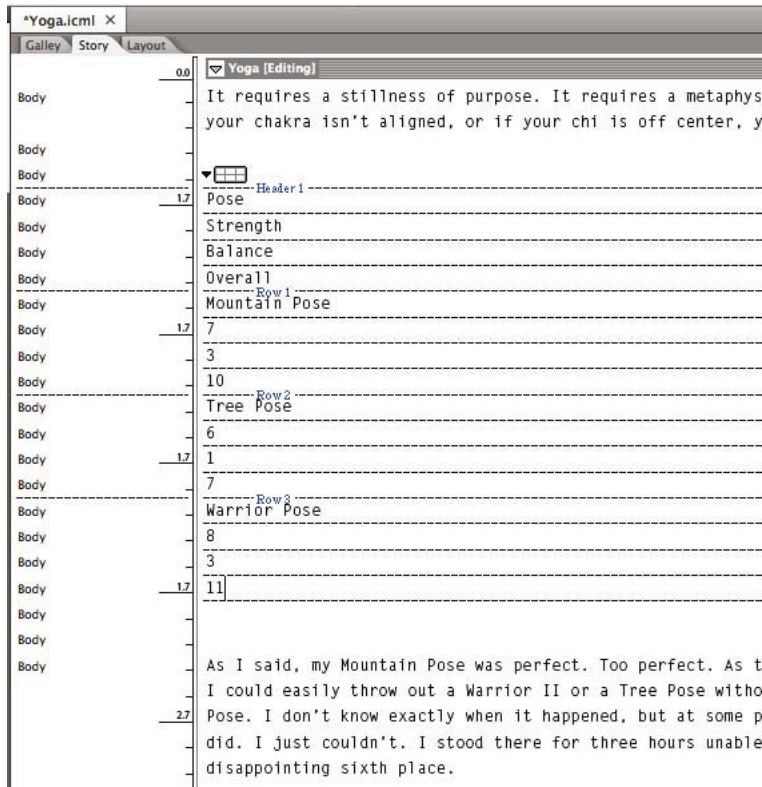 *Yoga.icml ×
Galley Story Layout
0.0 Yoga [Editing]
Body It requires a stillness of purpose. It requires a metaphys
your chakra isn't aligned, or if your chi is off center, y
Body
Body
Header 1
Body 1.7 Pose
Body Strength
Body Balance
Body Overall
Row 1
Body Mountain Pose
Body 1.7 7
Body 3
Body 10
Row 2
Body Tree Pose
Body 6
Body 1.7 1
Body 7
Row 3
Body Warrior Pose
Body 8
Body 3
Body 1.7 11
Body
Body
Body As I said, my Mountain Pose was perfect. Too perfect. As t
I could easily throw out a Warrior II or a Tree Pose witho
2.7 Pose. I don't know exactly when it happened, but at some p
did. I just couldn't. I stood there for three hours unable
disappointing sixth place.